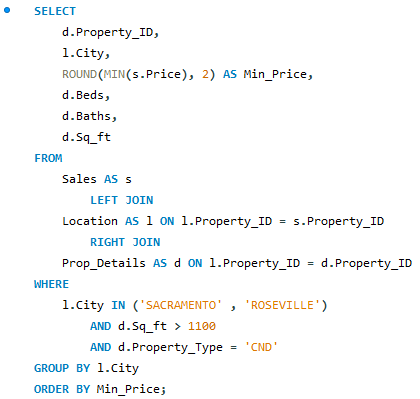 SELECT
d.Property_ID,
l.City,
ROUND(MIN(s.Price), 2) AS Min_Price,
d.Beds,
d.Baths,
d.Sq_ft
FROM
Sales AS s
LEFT JOIN
Location AS l ON l.Property_ID = s.Property_ID
RIGHT JOIN
Prop_Details AS d ON l.Property_ID = d.Property_ID
WHERE
l.City IN ('SACRAMENTO' , 'ROSEVILLE')
AND d.Sq_ft > 1100
AND d.Property_Type = 'CND'
GROUP BY l.City
ORDER BY Min_Price;